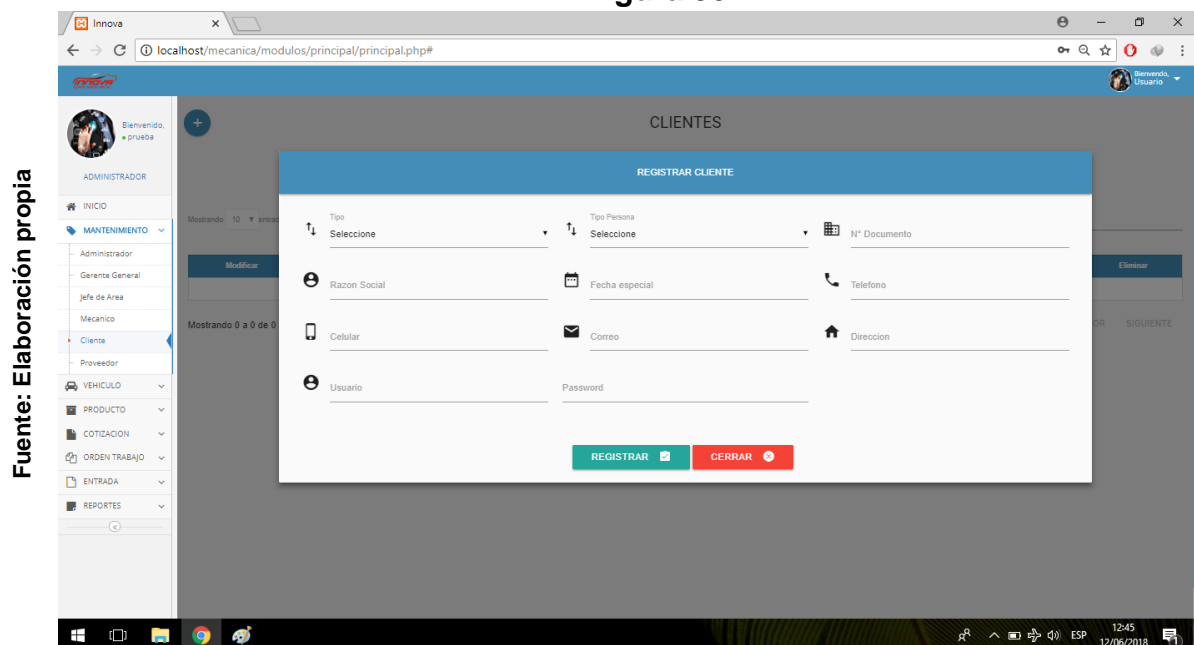 Innova
localhost/mecanica/modulos/principal/principal.php#
INNOVA
Bienvenido,
Usuario
Bienvenido,
prueba
ADMINISTRADOR
INICIO
MANTENIMIENTO
Administrador
Gerente General
Jefe de Area
Mecanico
Cliente
Proveedor
VEHICULO
PRODUCTO
COTIZACION
ORDEN TRABAJO
ENTRADA
REPORTES
CLIENTES
Mostrando 10
Modificar
Eliminar
Mostrando 0 a 0 de 0
SIGUIENTE
REGISTRAR CLIENTE
Tipo
Seleccione
Tipo Persona
Seleccione
N° Documento
Razon Social
Fecha especial
Telefono
Celular
Correo
Direccion
Usuario
Password
REGISTRAR
CERRAR
ESP
12:45
12/06/2018
Fuente: Elaboración propia